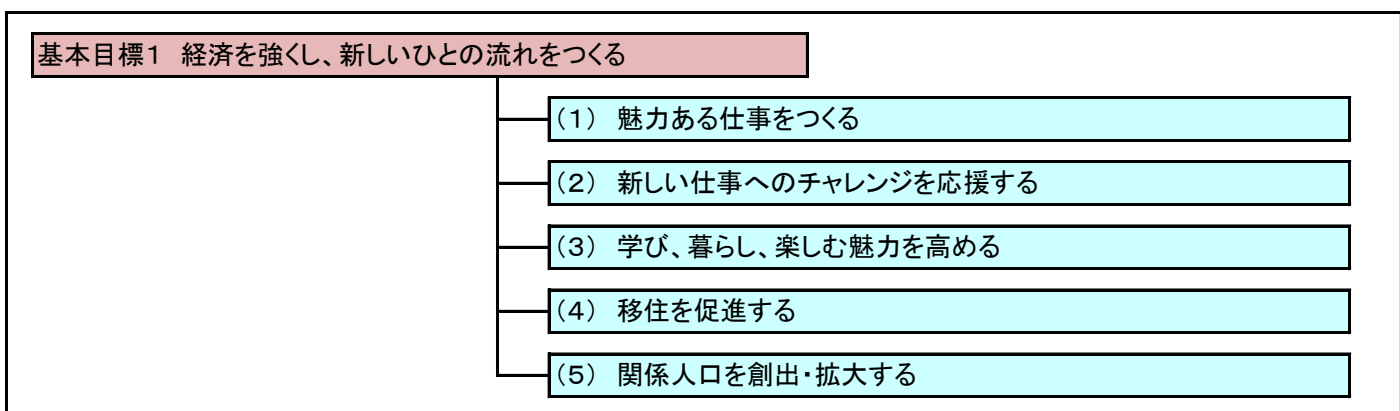 基本目標1 経済を強くし、新しいひとの流れをつくる
(1) 魅力ある仕事をつくる
(2) 新しい仕事へのチャレンジを応援する
(3) 学び、暮らし、楽しむ魅力を高める
(4) 移住を促進する
(5) 関係人口を創出・拡大する